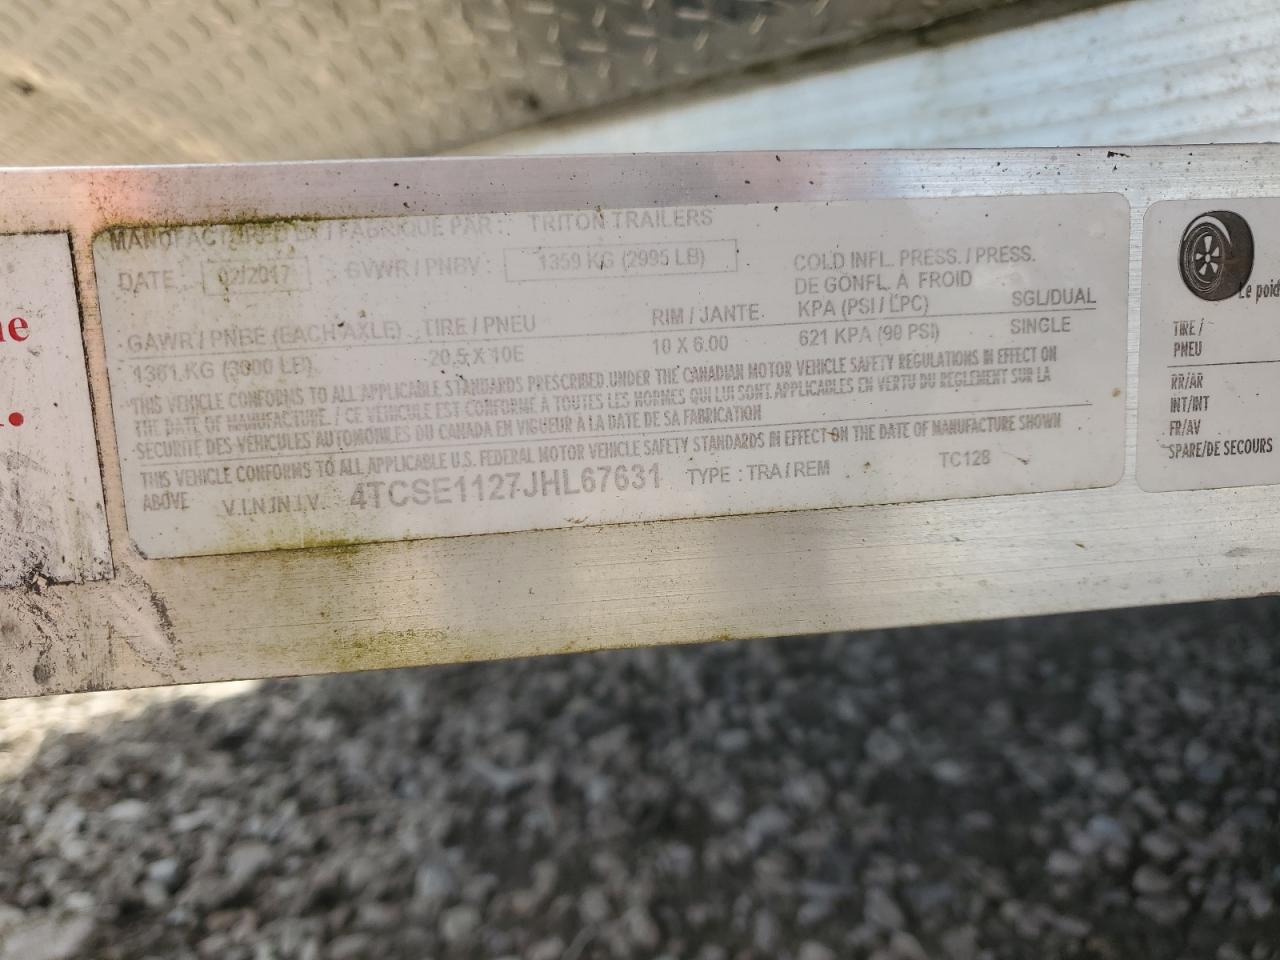 MANUFACTURED BY / FABRIQUE PAR : TRITON TRAILERS
DATE 02/2017 GVWR / PNBV : 1359 KG (2995 LB)
COLD INFL. PRESS. / PRESS.
DE GONFL. À FROID
GAWR / PNBE (EACH AXLE) TIRE / PNEU RIM / JANTE KPA (PSI / LPC) SGL/DUAL
1361 KG (3000 LB) 20.5 X 10E 10 X 6.00 621 KPA (90 PSI) SINGLE
THIS VEHICLE CONFORMS TO ALL APPLICABLE STANDARDS PRESCRIBED UNDER THE CANADIAN MOTOR VEHICLE SAFETY REGULATIONS IN EFFECT ON
THE DATE OF MANUFACTURE. / CE VEHICULE EST CONFORME A TOUTES LES NORMES QUI LUI SONT APPLICABLES EN VERTU DU REGLEMENT SUR LA
SECURITE DES VEHICULES AUTOMOBILES DU CANADA EN VIGUEUR A LA DATE DE SA FABRICATION
THIS VEHICLE CONFORMS TO ALL APPLICABLE U.S. FEDERAL MOTOR VEHICLE SAFETY STANDARDS IN EFFECT ON THE DATE OF MANUFACTURE SHOWN
ABOVE V.I.N./N.I.V. 4TCSE1127JHL67631 TYPE : TRA / REM TC128
Le poid
TIRE /
PNEU
RR/AR
INT/INT
FR/AV
SPARE/DE SECOURS